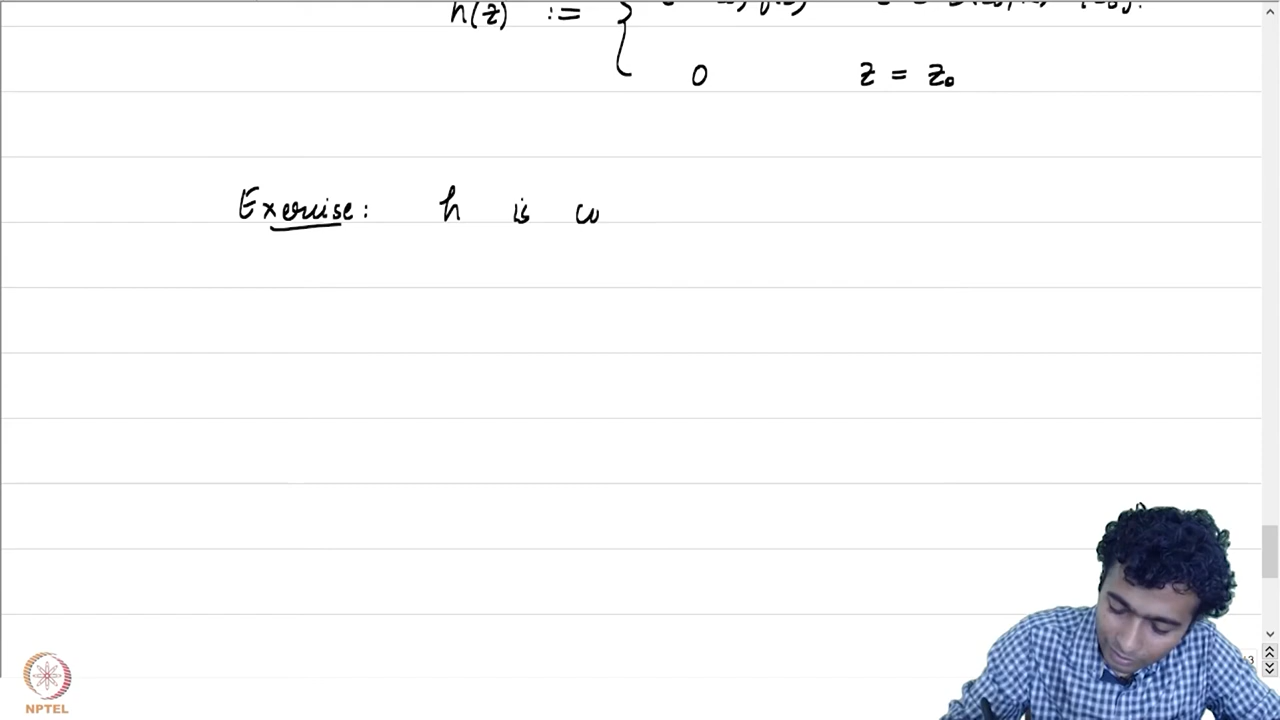 h(z) := {
0 z = z₀
Exercise: h is co
NPTEL